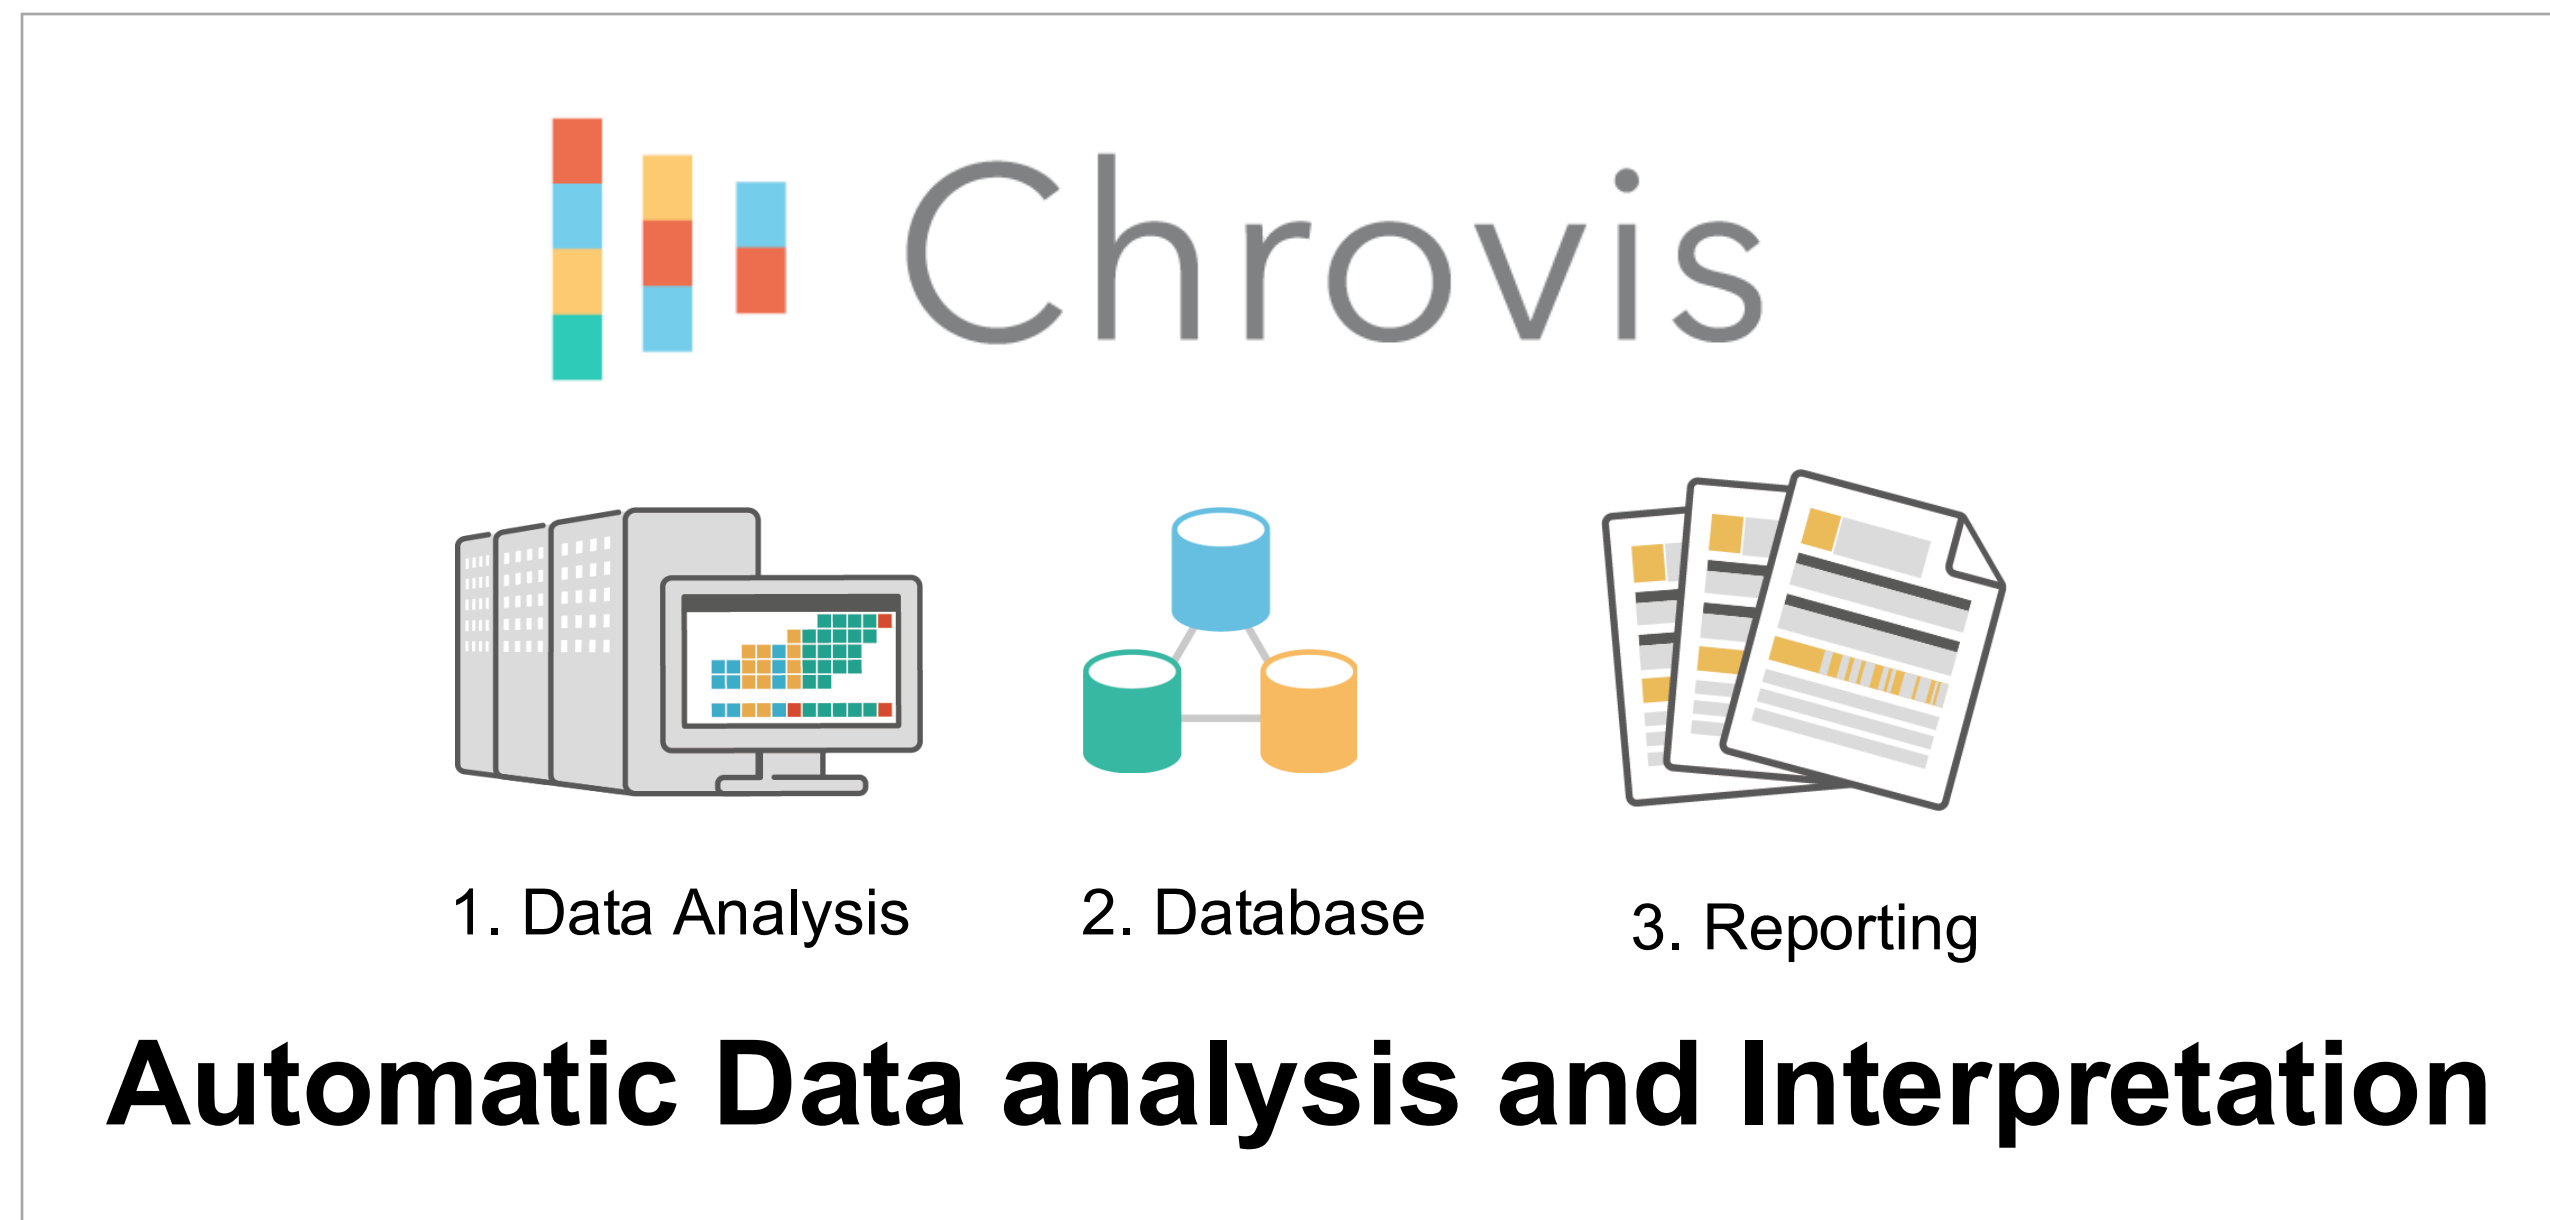 Chrovis
1. Data Analysis
2. Database
3. Reporting
Automatic Data analysis and Interpretation